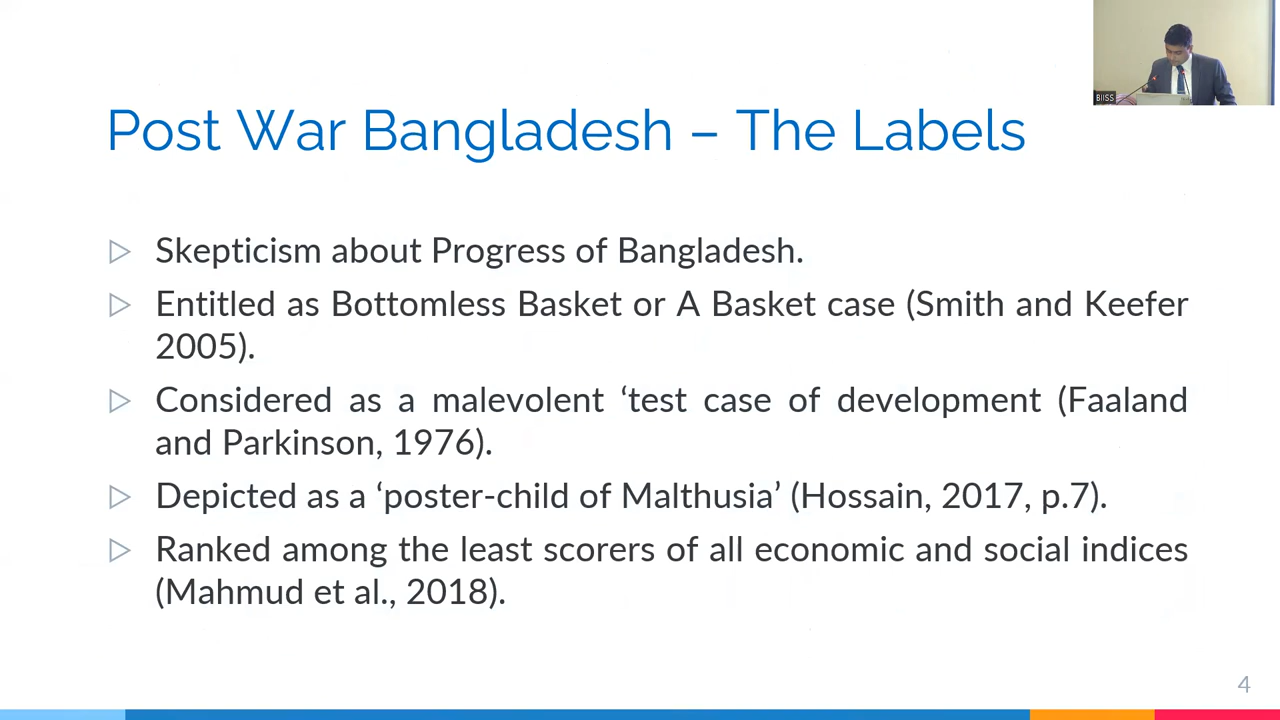 BIISS
Post War Bangladesh – The Labels
Skepticism about Progress of Bangladesh.
Entitled as Bottomless Basket or A Basket case (Smith and Keefer
2005).
Considered as a malevolent ‘test case of development (Faaland
and Parkinson, 1976).
Depicted as a ‘poster-child of Malthusia’ (Hossain, 2017, p.7).
Ranked among the least scorers of all economic and social indices
(Mahmud et al., 2018).
4